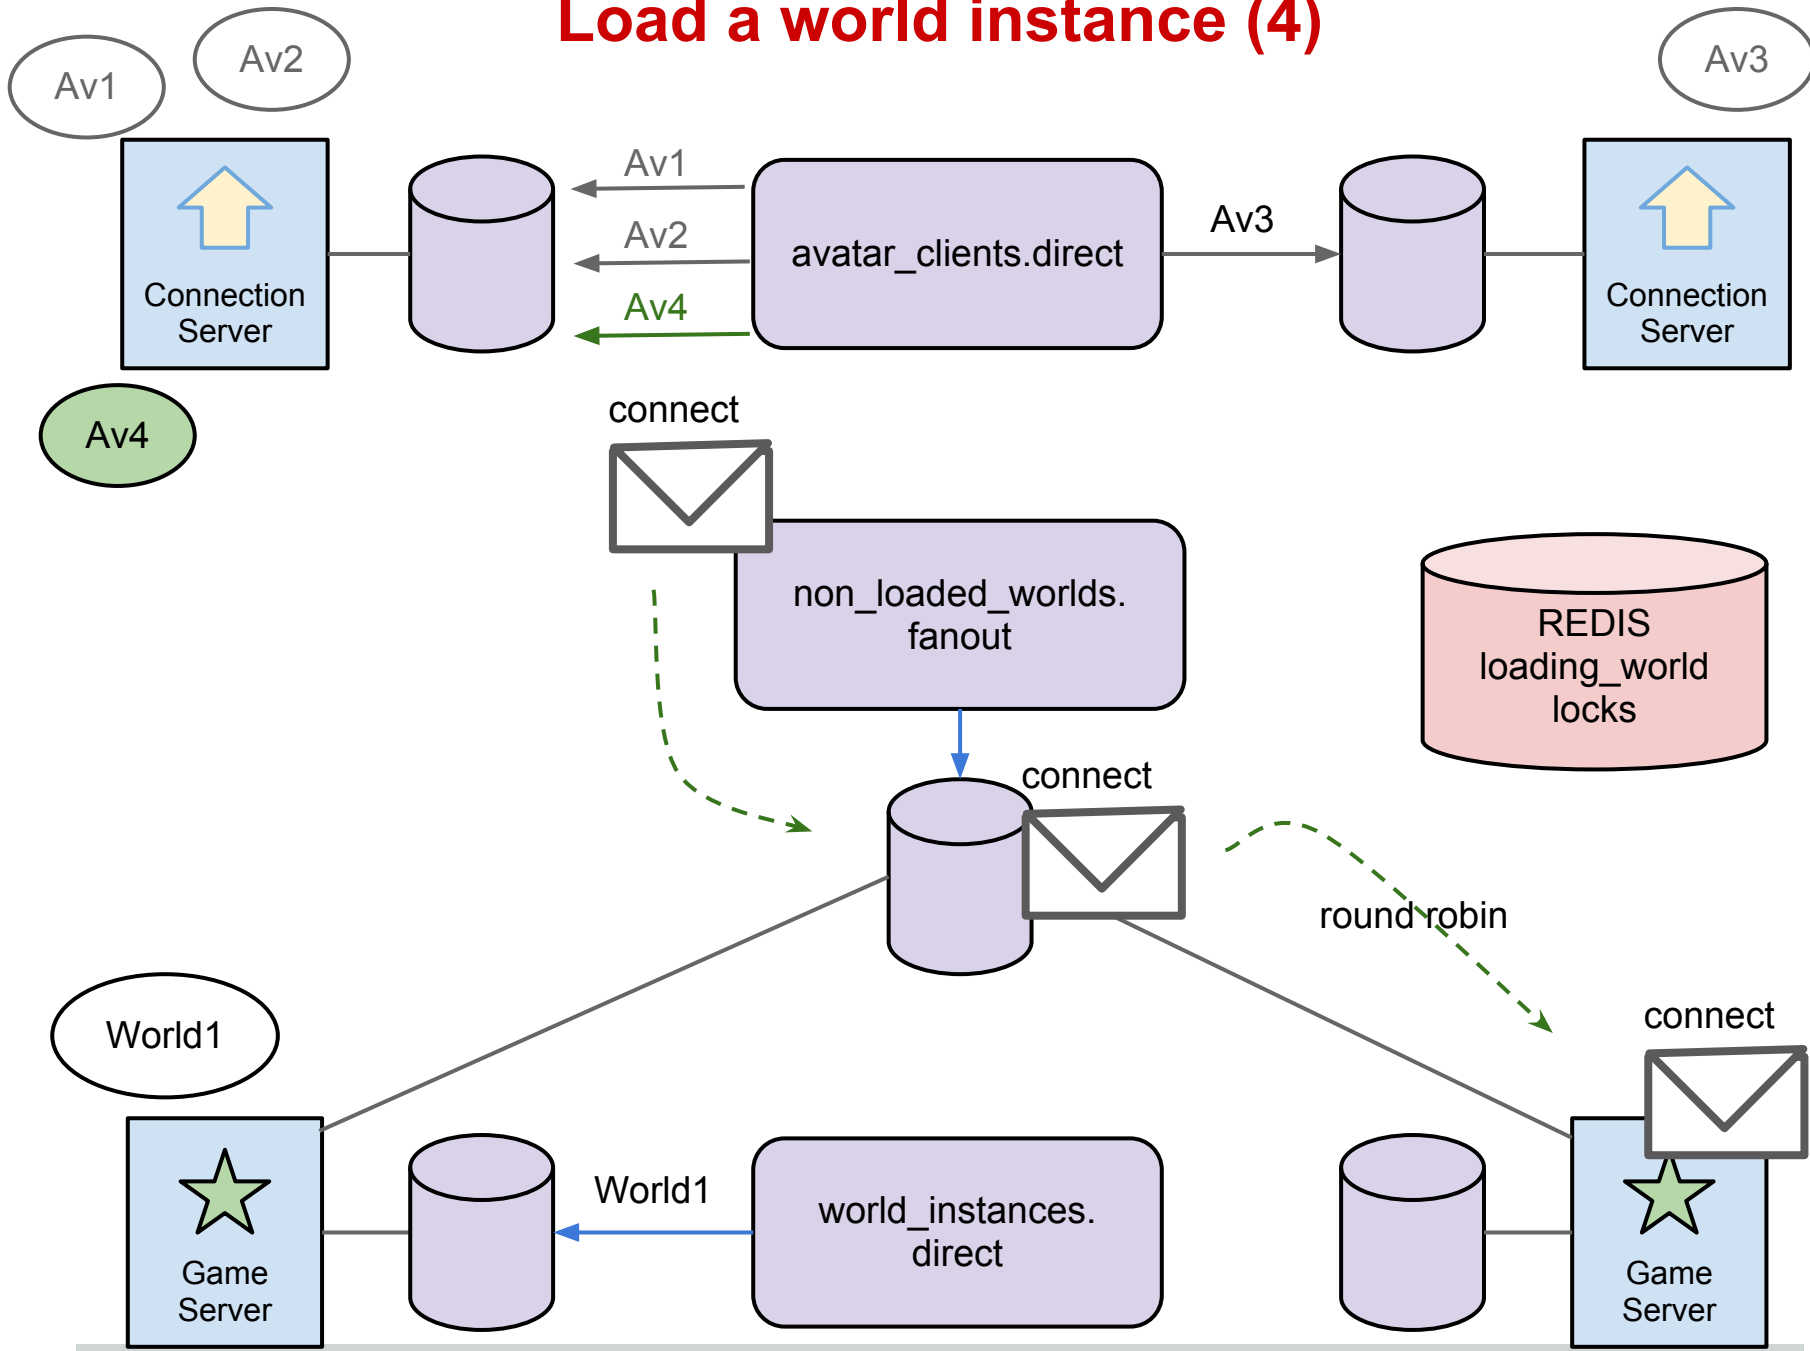 Load a world instance (4)
Av1
Av2
Av3
Av1
Av2
Av4
avatar_clients.direct
Av3
Connection
Server
Connection
Server
Av4
connect
non_loaded_worlds.
fanout
REDIS
loading_world
locks
connect
round robin
World1
connect
World1
world_instances.
direct
Game
Server
Game
Server